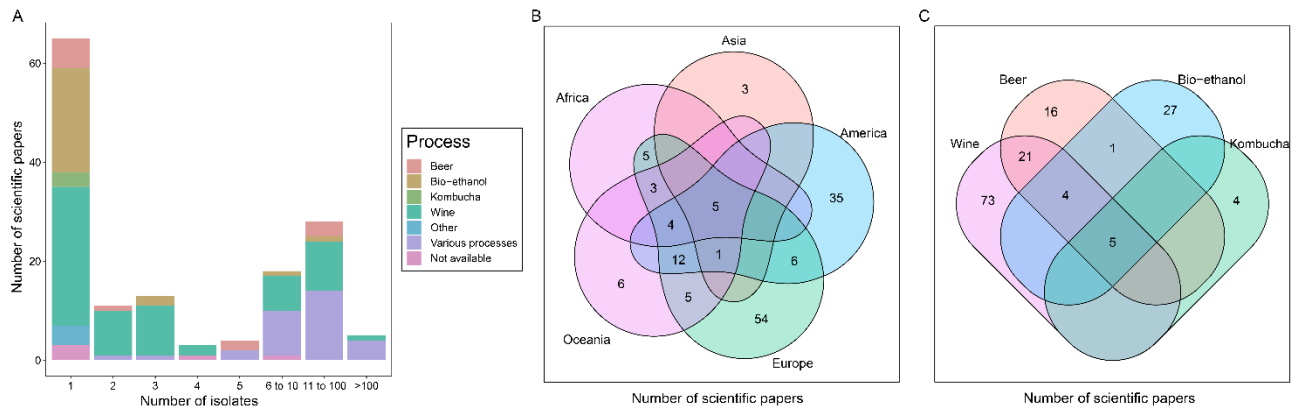 A
Number of scientific papers
60
40
20
0
1
2
3
4
5
6 to 10
11 to 100
>100
Number of isolates
Process
Beer
Bio-ethanol
Kombucha
Wine
Other
Various processes
Not available
B
Asia
Africa
America
3
5
3
35
5
4
1
12
6
6
5
54
Oceania
Europe
Number of scientific papers
C
Beer
Bio-ethanol
Wine
Kombucha
16
27
1
21
73
4
4
5
Number of scientific papers